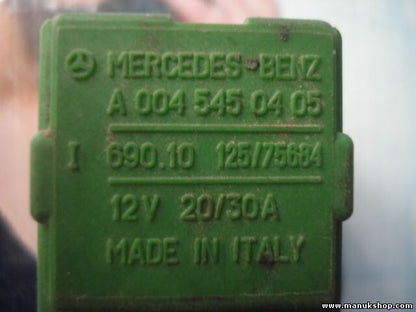 MERCEDES-BENZ
A 004 545 04 05
I 690.10 125/75684
12V 20/30A
MADE IN ITALY
www.manukshop.com